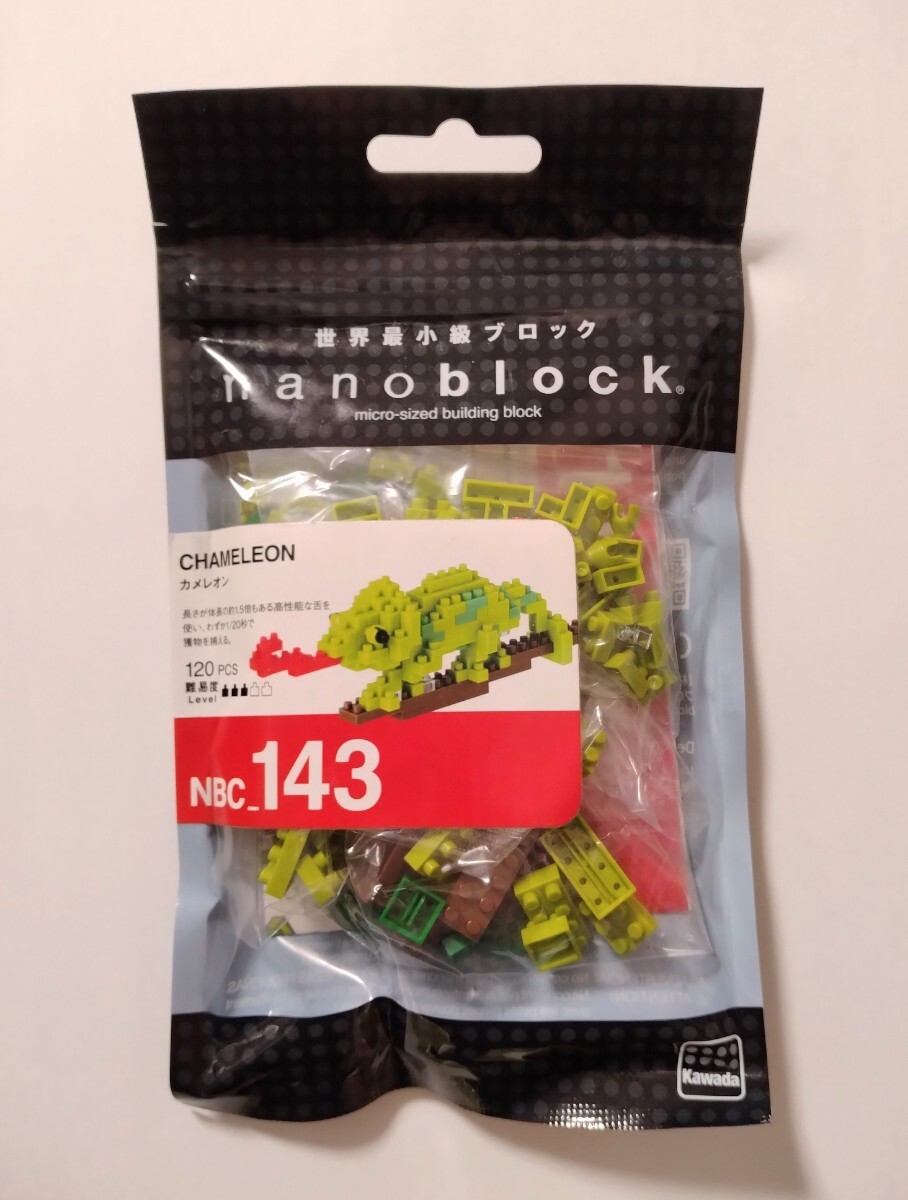 世界最小級ブロック
nanoblock®
micro-sized building block
CHAMELEON
カメレオン
長さが体長の約1.5倍もある高性能な舌を
使い、わずか1/20秒で
獲物を捕える。
120 PCS
難易度
Level
NBC_143
Kawada